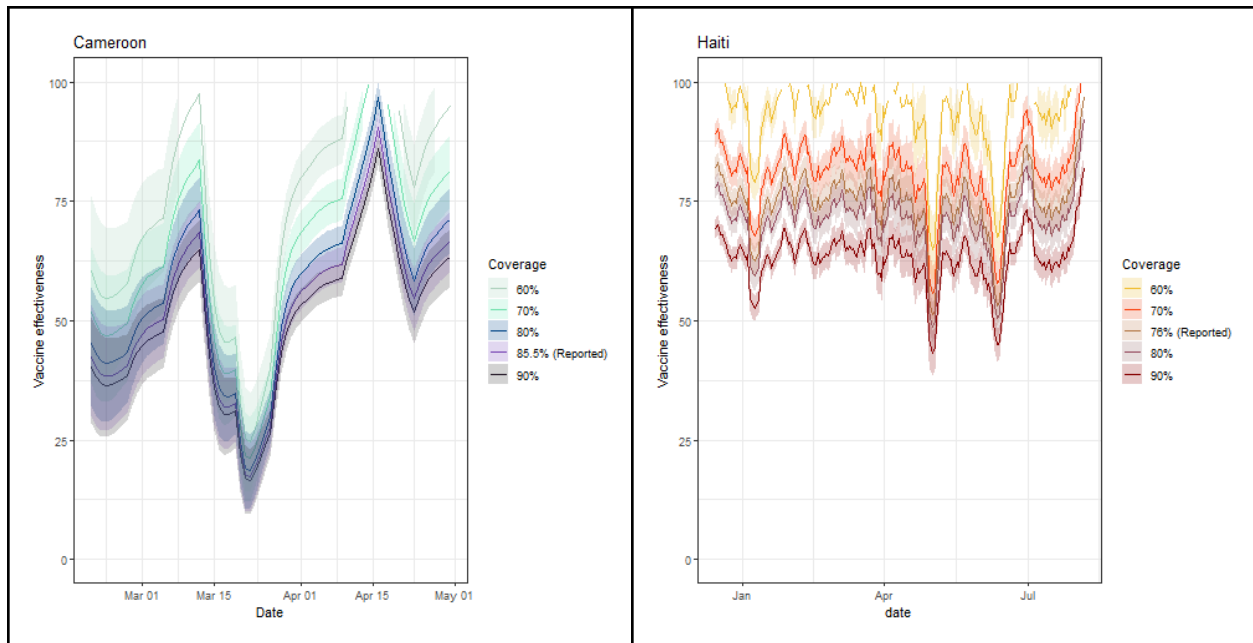 Cameroon
Vaccine effectiveness
100
75
50
25
0
Mar 01
Mar 15
Apr 01
Apr 15
May 01
Date
Coverage
60%
70%
80%
85.5% (Reported)
90%
Haiti
Vaccine effectiveness
100
75
50
25
0
Jan
Apr
Jul
date
Coverage
60%
70%
76% (Reported)
80%
90%